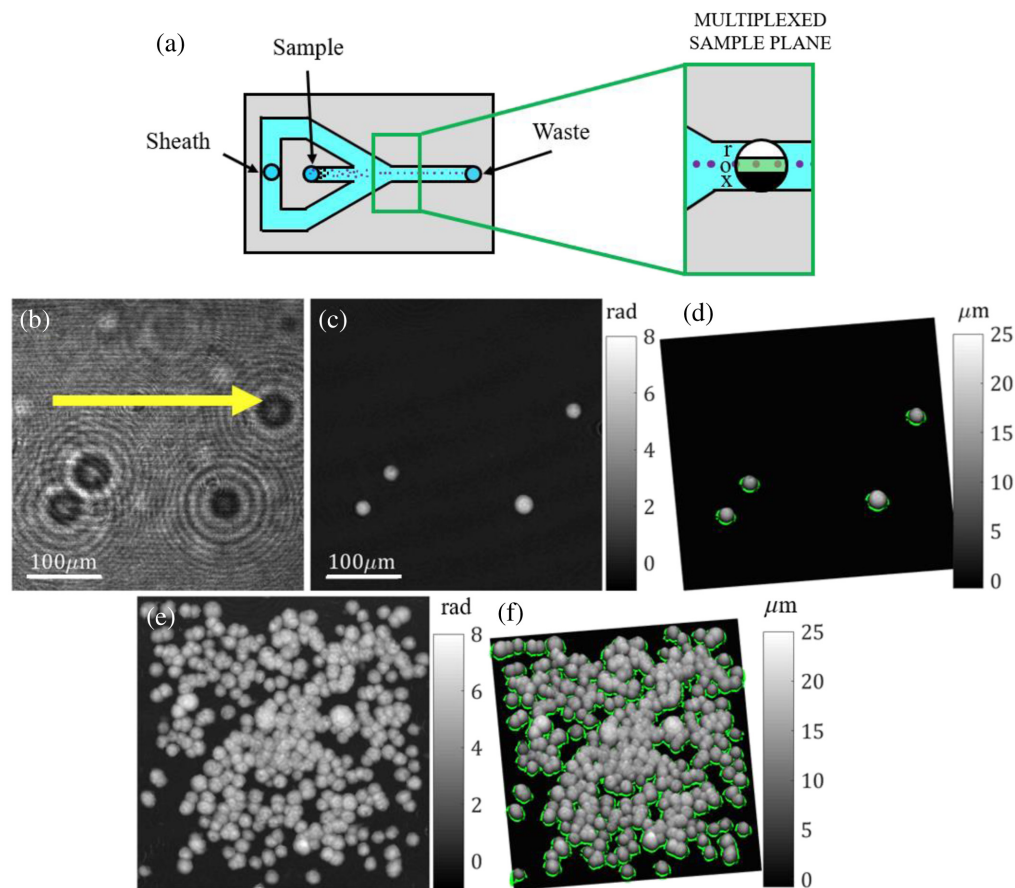 (a)
Sample
Sheath
Waste
MULTIPLEXED
SAMPLE PLANE
r
o
x
(b)
100μm
(c)
100μm
rad
8
6
4
2
0
(d)
μm
25
20
15
10
5
0
(e)
rad
8
6
4
2
0
(f)
μm
25
20
15
10
5
0